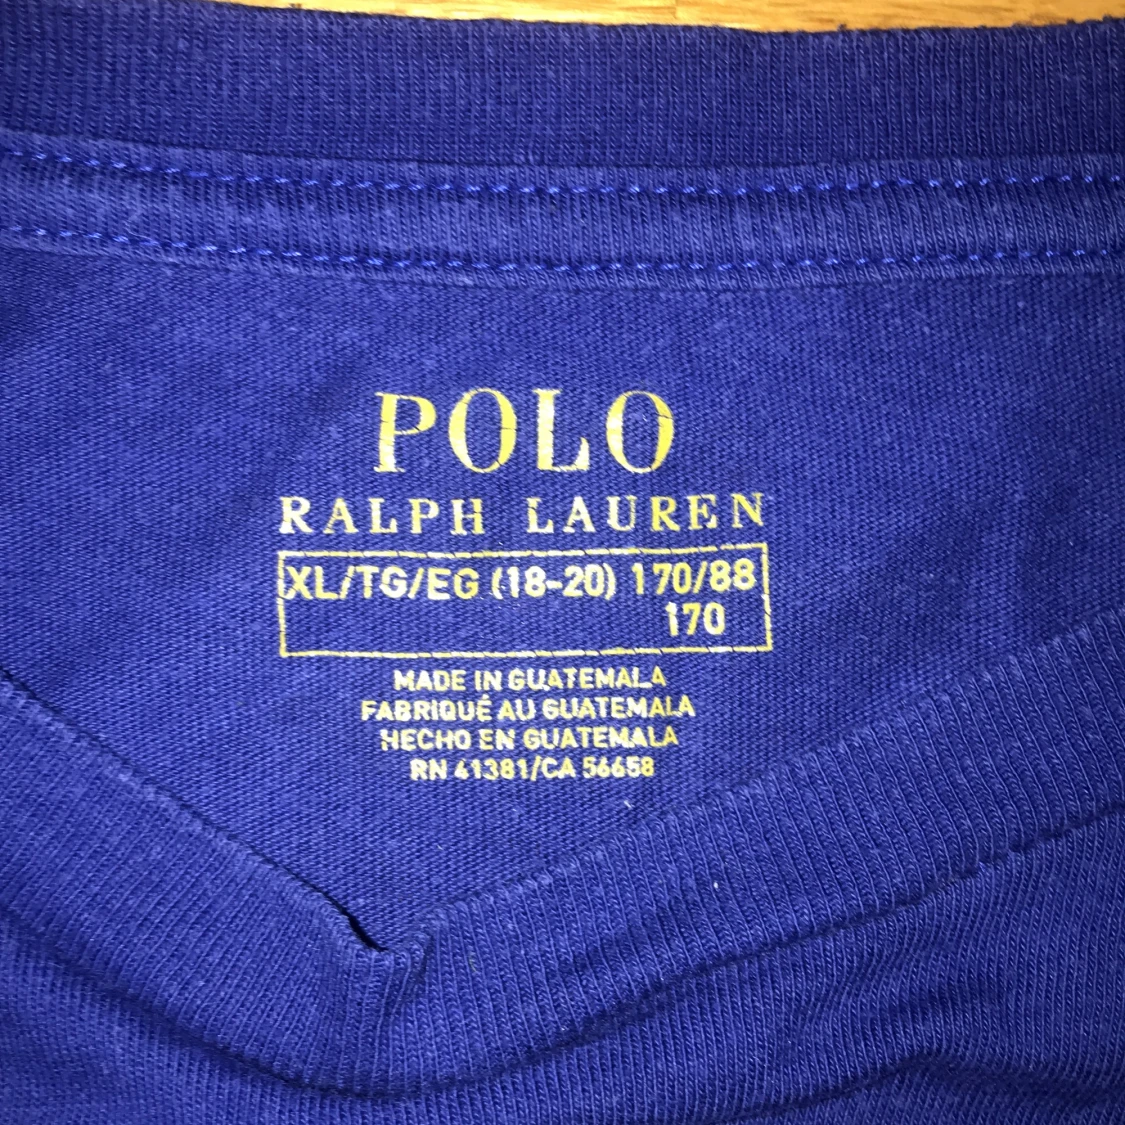 POLO
RALPH LAUREN
XL/TG/EG (18-20) 170/88
170
MADE IN GUATEMALA
FABRIQUÉ AU GUATEMALA
HECHO EN GUATEMALA
RN 41381/CA 56658